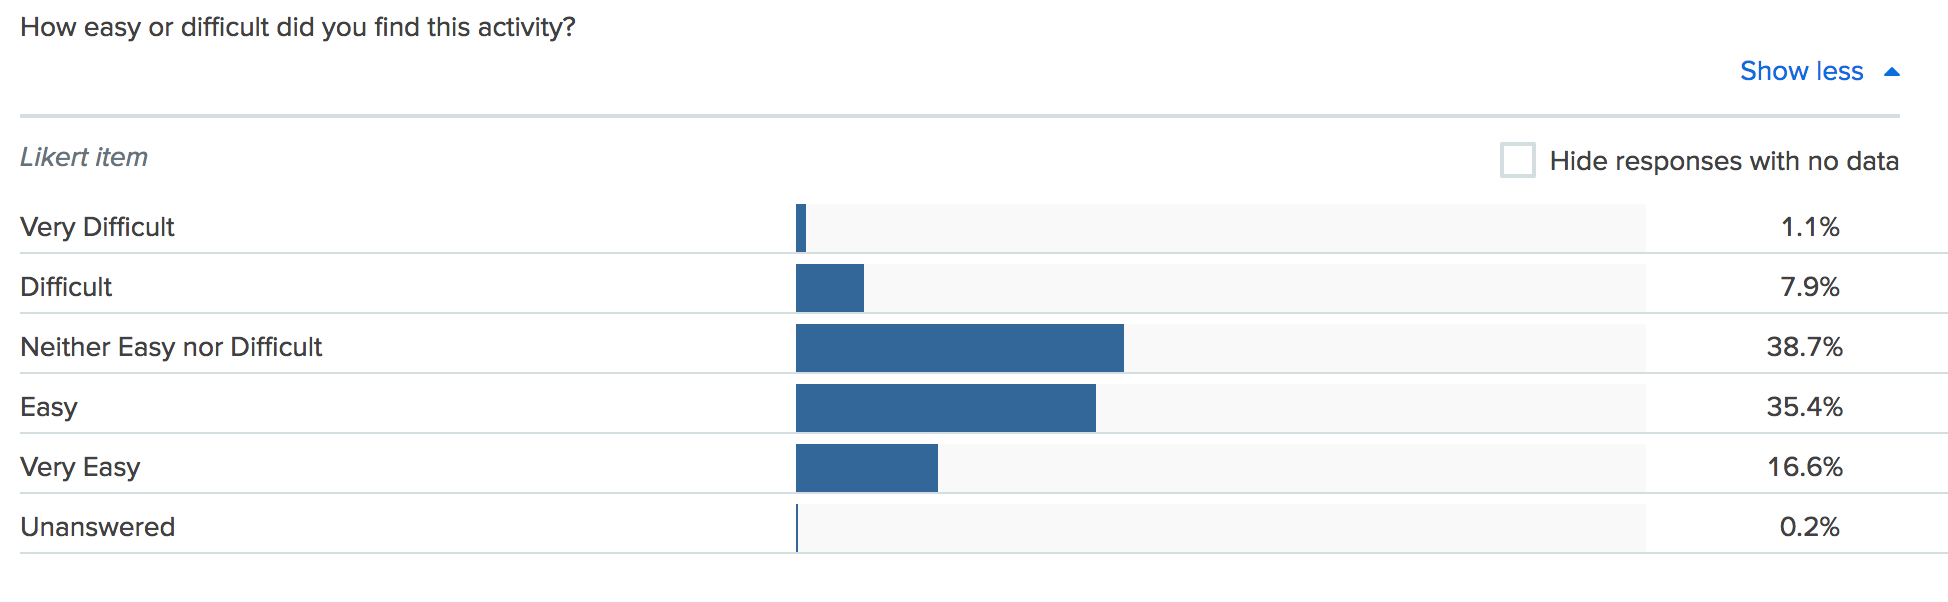 How easy or difficult did you find this activity?
Show less
Likert item
Hide responses with no data
Very Difficult 1.1%
Difficult 7.9%
Neither Easy nor Difficult 38.7%
Easy 35.4%
Very Easy 16.6%
Unanswered 0.2%